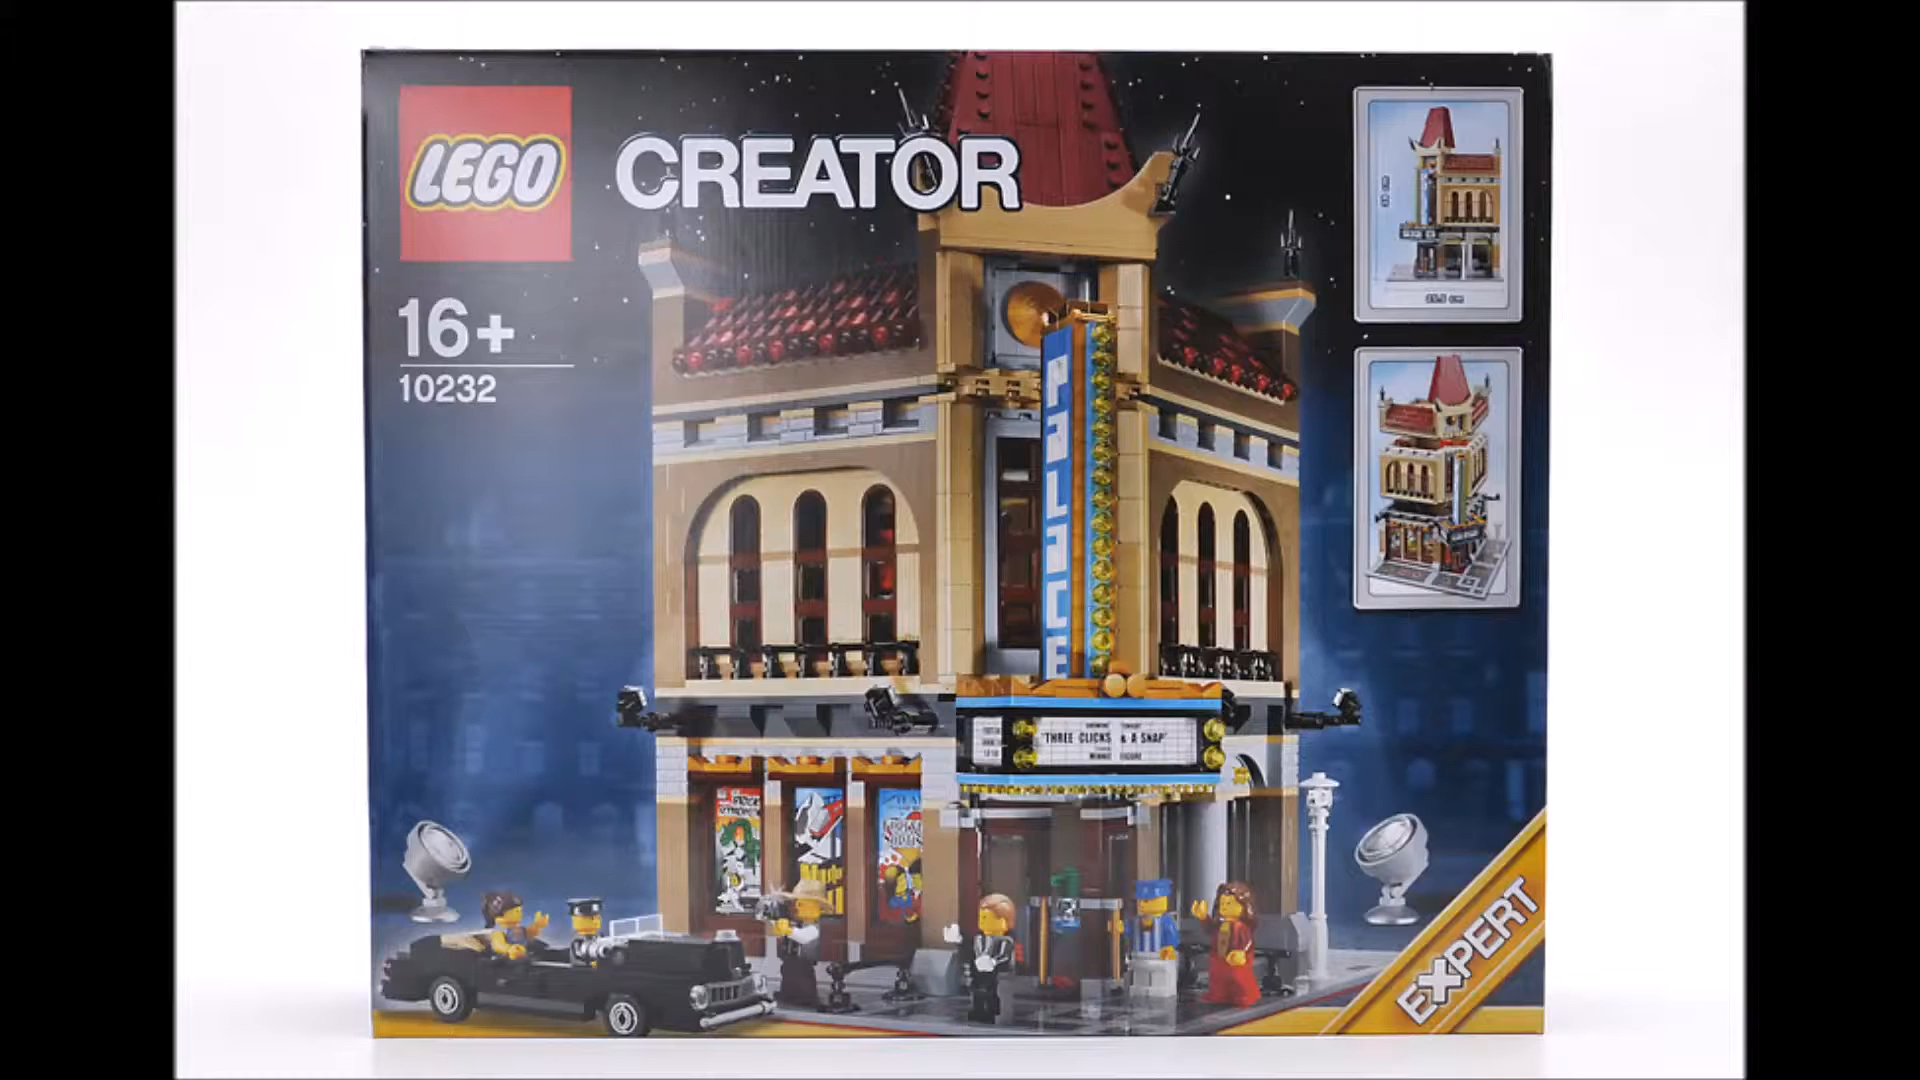 LEGO
CREATOR
16+
10232
PALACE
'THREE CLICKS & A SNAP'
EXPERT